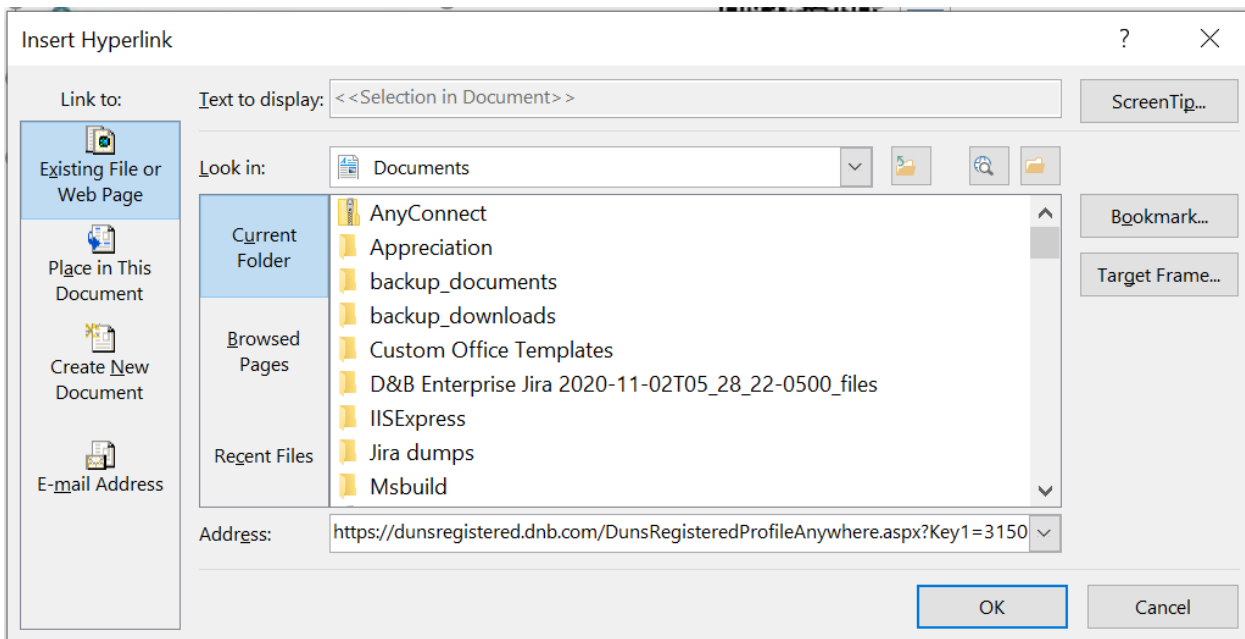 Insert Hyperlink
?
Link to:
Text to display:
<<Selection in Document>>
ScreenTip...
Existing File or
Web Page
Look in:
Documents
Current
Folder
AnyConnect
Appreciation
backup_documents
backup_downloads
Custom Office Templates
D&B Enterprise Jira 2020-11-02T05_28_22-0500_files
IISExpress
Jira dumps
Msbuild
Bookmark...
Place in This
Document
Target Frame...
Browsed
Pages
Create New
Document
Recent Files
E-mail Address
Address:
https://dunsregistered.dnb.com/DunsRegisteredProfileAnywhere.aspx?Key1=3150
OK
Cancel